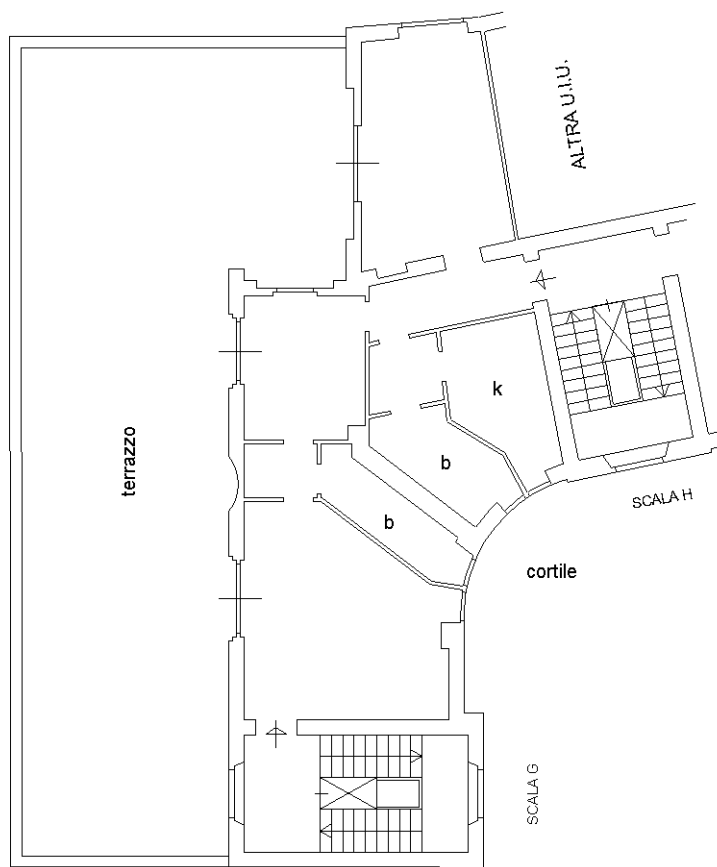 ALTRA U.I.U.
k
terrazzo
b
SCALA H
b
cortile
SCALA G